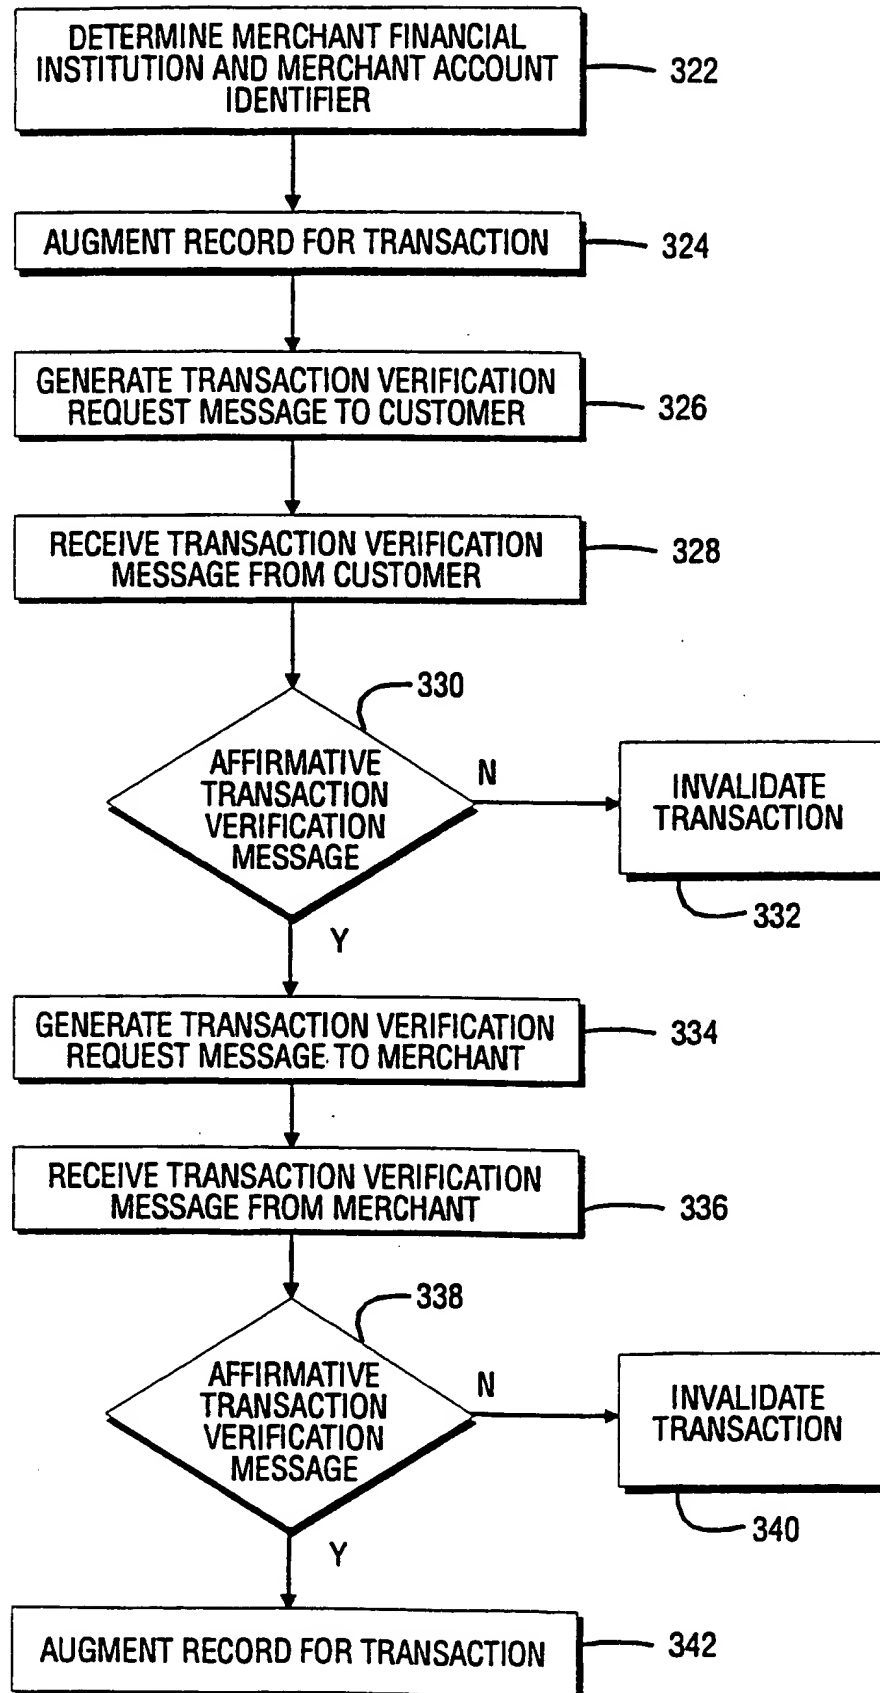 DETERMINE MERCHANT FINANCIAL
INSTITUTION AND MERCHANT ACCOUNT
IDENTIFIER
322
AUGMENT RECORD FOR TRANSACTION
324
GENERATE TRANSACTION VERIFICATION
REQUEST MESSAGE TO CUSTOMER
326
RECEIVE TRANSACTION VERIFICATION
MESSAGE FROM CUSTOMER
328
330
AFFIRMATIVE
TRANSACTION
VERIFICATION
MESSAGE
N
INVALIDATE
TRANSACTION
332
Y
GENERATE TRANSACTION VERIFICATION
REQUEST MESSAGE TO MERCHANT
334
RECEIVE TRANSACTION VERIFICATION
MESSAGE FROM MERCHANT
336
338
AFFIRMATIVE
TRANSACTION
VERIFICATION
MESSAGE
N
INVALIDATE
TRANSACTION
340
Y
AUGMENT RECORD FOR TRANSACTION
342